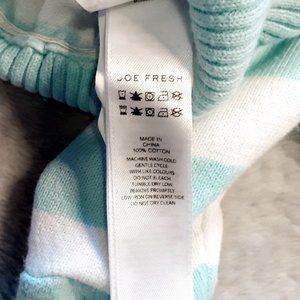 JOE FRESH
MADE IN
CHINA
100% COTTON
MACHINE WASH COLD
GENTLE CYCLE
WITH LIKE COLOURS
DO NOT BLEACH
TUMBLE DRY LOW
REMOVE PROMPTLY
LOW IRON ON REVERSE SIDE
DO NOT DRY CLEAN